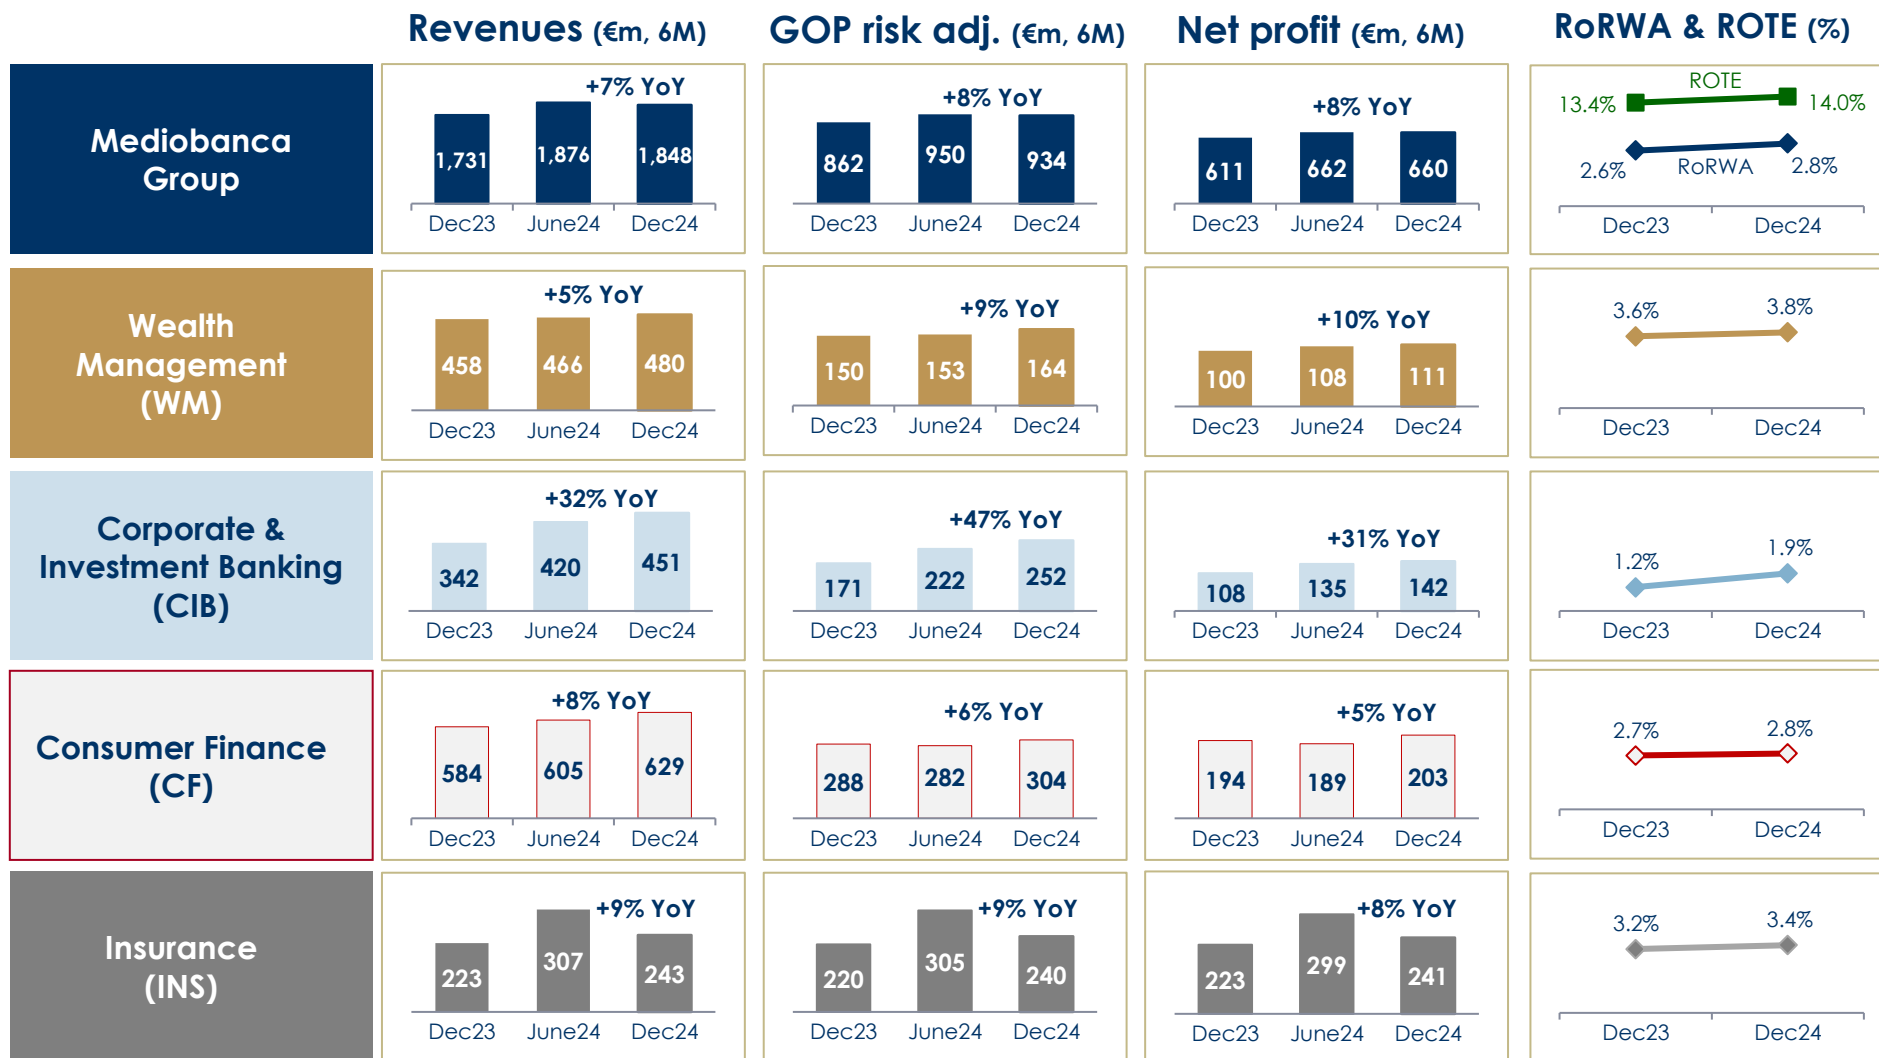 Revenues (€m, 6M)
GOP risk adj. (€m, 6M)
Net profit (€m, 6M)
RoRWA & ROTE (%)
Mediobanca
Group
+7% YoY
1,731
1,876
1,848
Dec23
June24
Dec24
+8% YoY
862
950
934
Dec23
June24
Dec24
+8% YoY
611
662
660
Dec23
June24
Dec24
ROTE
13.4%
14.0%
2.6%
RoRWA
2.8%
Dec23
Dec24
Wealth
Management
(WM)
+5% YoY
458
466
480
Dec23
June24
Dec24
+9% YoY
150
153
164
Dec23
June24
Dec24
+10% YoY
100
108
111
Dec23
June24
Dec24
3.6%
3.8%
Dec23
Dec24
Corporate &
Investment Banking
(CIB)
+32% YoY
342
420
451
Dec23
June24
Dec24
+47% YoY
171
222
252
Dec23
June24
Dec24
+31% YoY
108
135
142
Dec23
June24
Dec24
1.2%
1.9%
Dec23
Dec24
Consumer Finance
(CF)
+8% YoY
584
605
629
Dec23
June24
Dec24
+6% YoY
288
282
304
Dec23
June24
Dec24
+5% YoY
194
189
203
Dec23
June24
Dec24
2.7%
2.8%
Dec23
Dec24
Insurance
(INS)
+9% YoY
223
307
243
Dec23
June24
Dec24
+9% YoY
220
305
240
Dec23
June24
Dec24
+8% YoY
223
299
241
Dec23
June24
Dec24
3.2%
3.4%
Dec23
Dec24